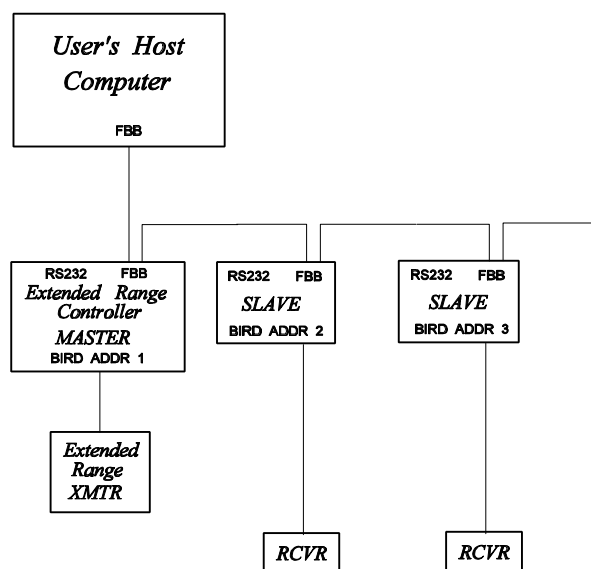 User's Host
Computer
FBB
RS232 FBB
Extended Range
Controller
MASTER
BIRD ADDR 1
RS232 FBB
SLAVE
BIRD ADDR 2
RS232 FBB
SLAVE
BIRD ADDR 3
Extended
Range
XMTR
RCVR
RCVR